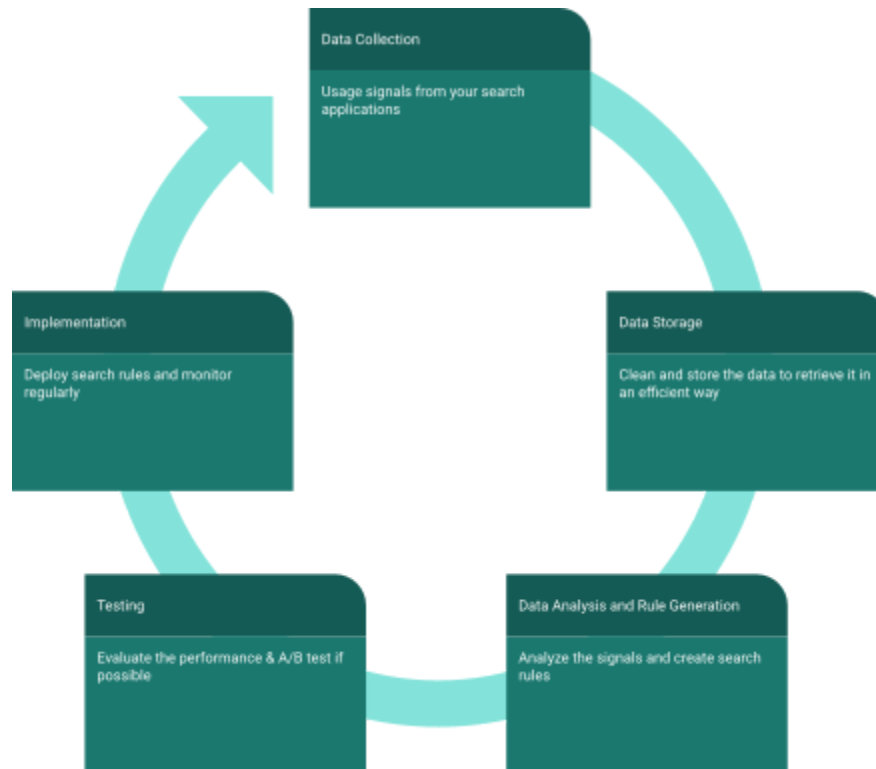 Data Collection
Usage signals from your search
applications
Data Storage
Clean and store the data to retrieve it in
an efficient way
Data Analysis and Rule Generation
Analyze the signals and create search
rules
Testing
Evaluate the performance & A/B test if
possible
Implementation
Deploy search rules and monitor
regularly